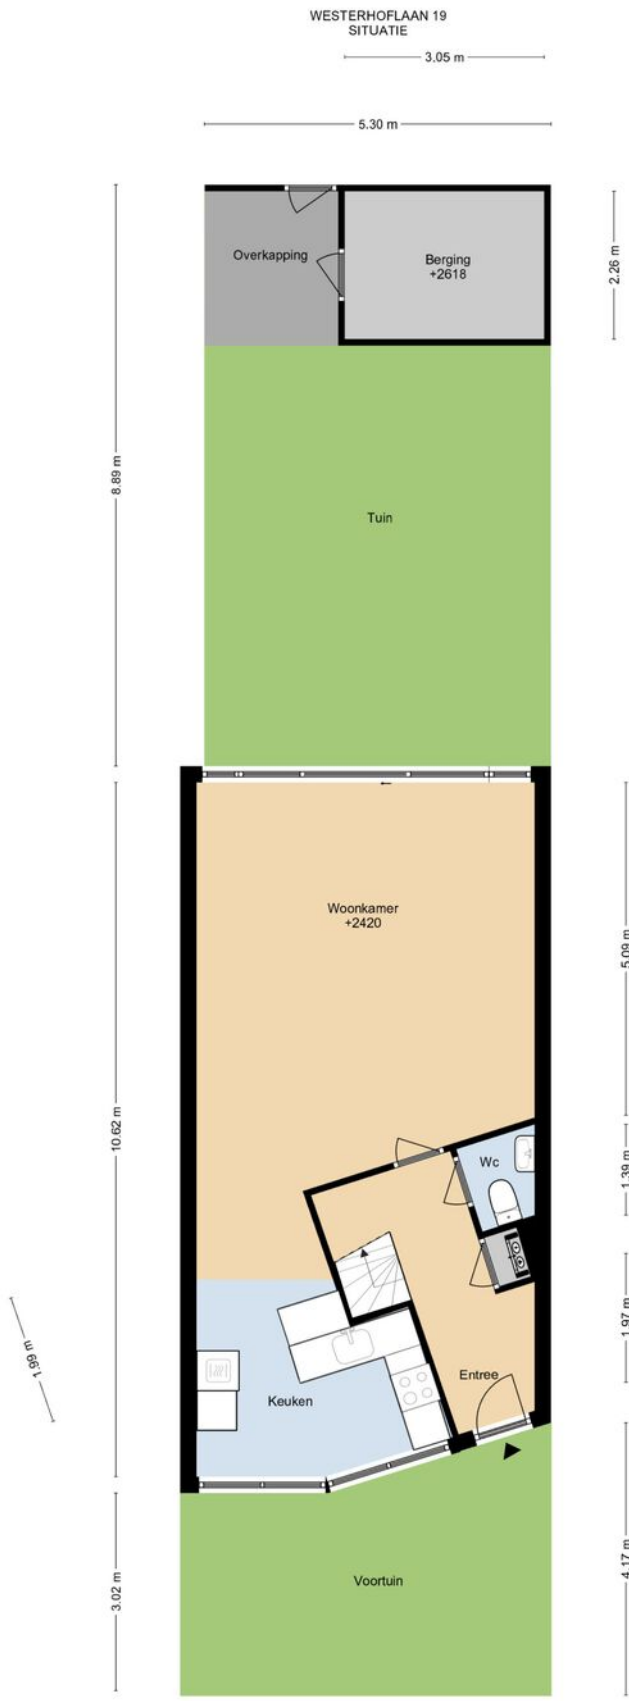 WESTERHOFLAAN 19
SITUATIE
3.05 m
5.30 m
Overkapping
Berging
+2618
2.26 m
8.89 m
Tuin
Woonkamer
+2420
5.09 m
10.62 m
Wc
1.39 m
1.97 m
1.99 m
Keuken
Entree
4.17 m
Voortuin
3.02 m